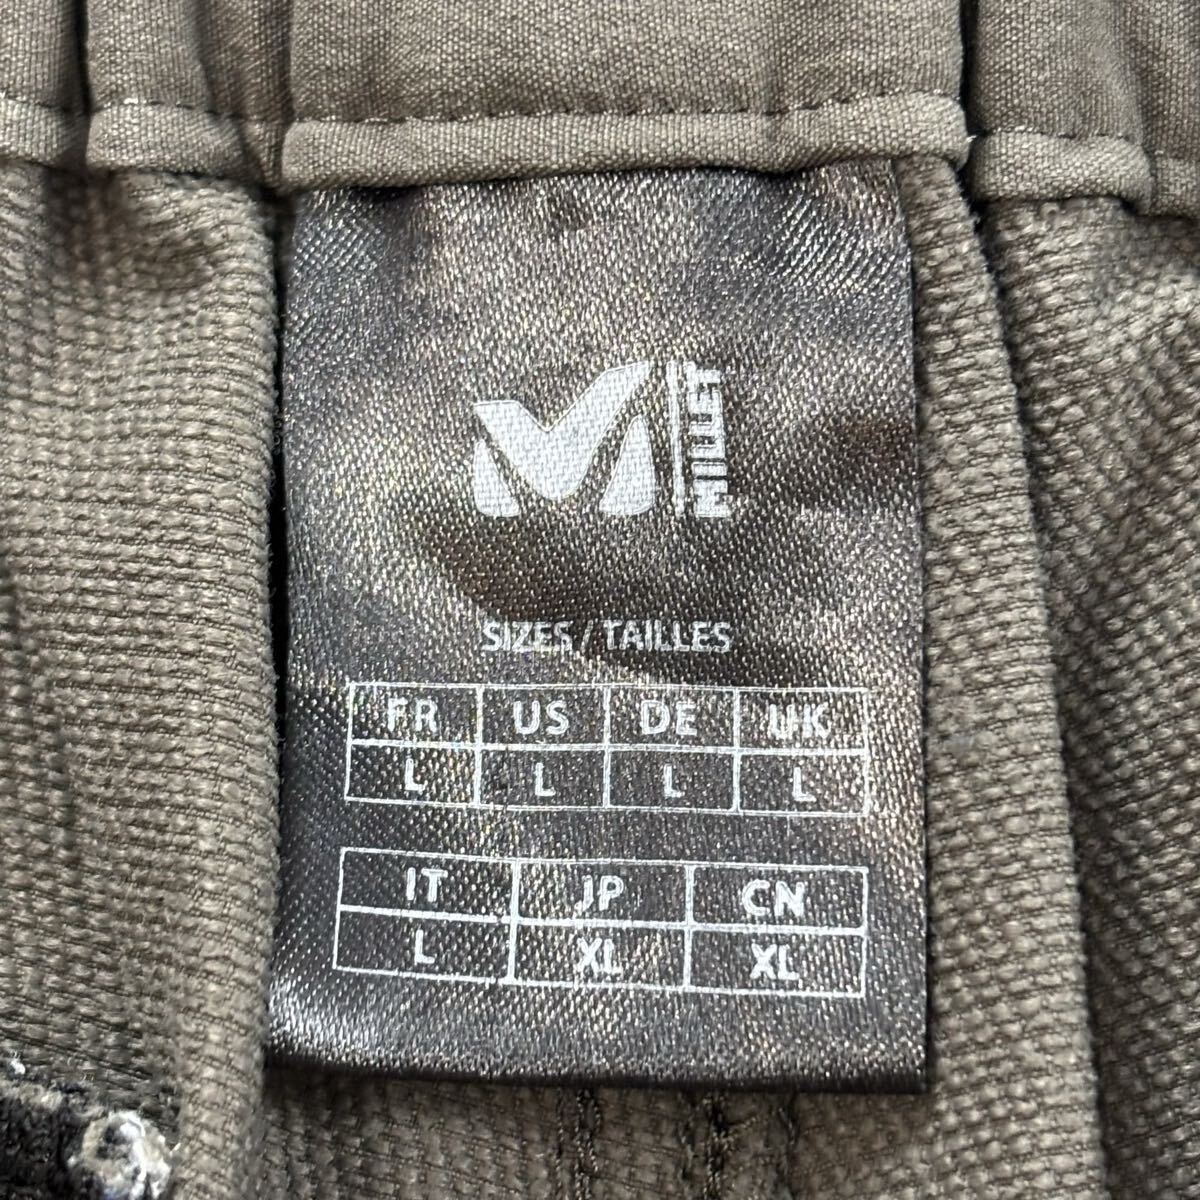 MILLET
SIZES / TAILLES
FR US DE UK
L L L L
IT JP CN
L XL XL